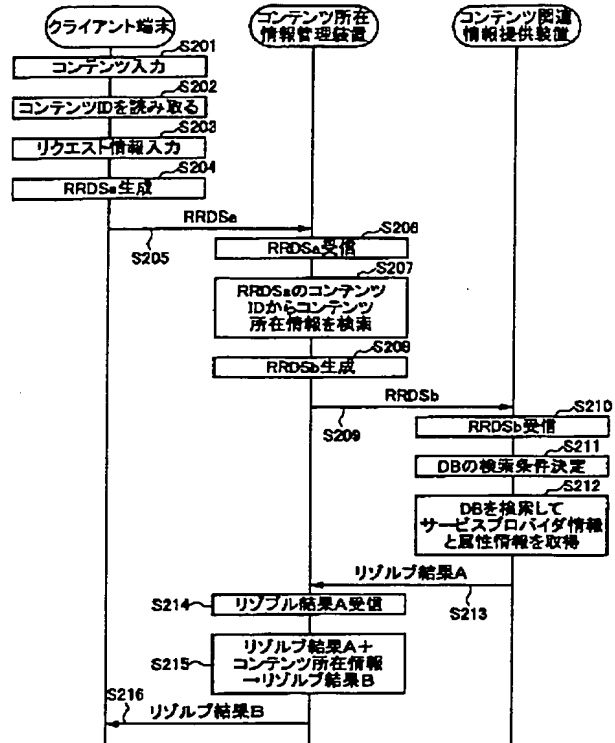 クライアント端末
コンテンツ所在
情報管理装置
コンテンツ関連
情報提供装置
S201
コンテンツ入力
S202
コンテンツIDを読み取る
S203
リクエスト情報入力
S204
RRDSa生成
RRDSa
S205
S206
RRDSa受信
S207
RRDSaのコンテンツ
IDからコンテンツ
所在情報を検索
S208
RRDSb生成
RRDSb
S209
S210
RRDSb受信
S211
DBの検索条件決定
S212
DBを検索して
サービスプロバイダ情報
と属性情報を取得
リゾルブ結果A
S213
S214
リゾブル結果A受信
S215
リゾルブ結果A+
コンテンツ所在情報
→リゾルブ結果B
S216
リゾルブ結果B